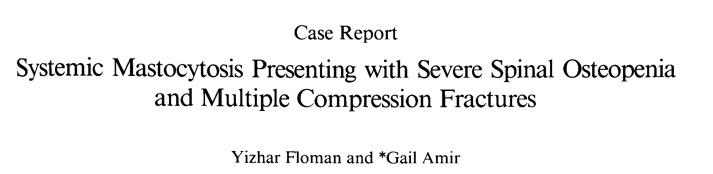 Case Report
Systemic Mastocytosis Presenting with Severe Spinal Osteopenia
and Multiple Compression Fractures
Yizhar Floman and *Gail Amir